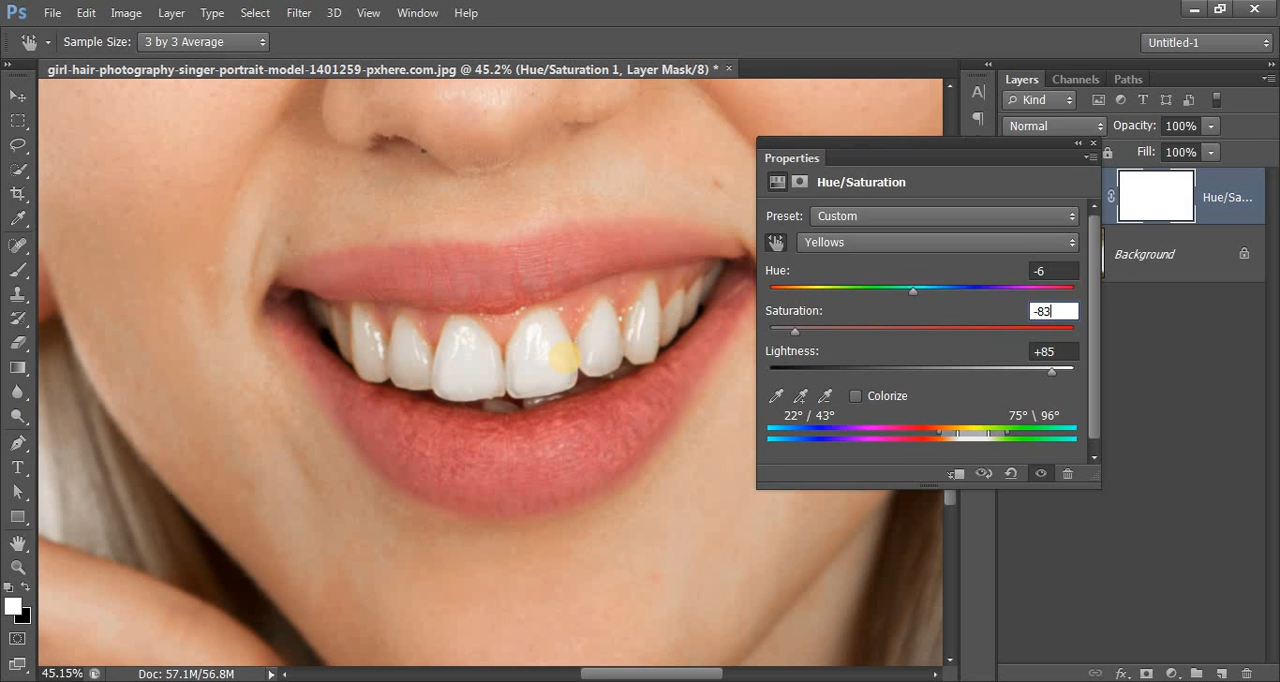 Ps File Edit Image Layer Type Select Filter 3D View Window Help
Sample Size: 3 by 3 Average Untitled-1
girl-hair-photography-singer-portrait-model-1401259-pxhere.com.jpg @ 45.2% (Hue/Saturation 1, Layer Mask/8) * ×
Layers Channels Paths
Kind
Normal Opacity: 100%
Fill: 100%
Properties
Hue/Saturation
Hue/Sa...
Preset: Custom
Yellows
Background
Hue: -6
Saturation: -83
Lightness: +85
Colorize
22° / 43° 75° \ 96°
45.15% Doc: 57.1M/56.8M